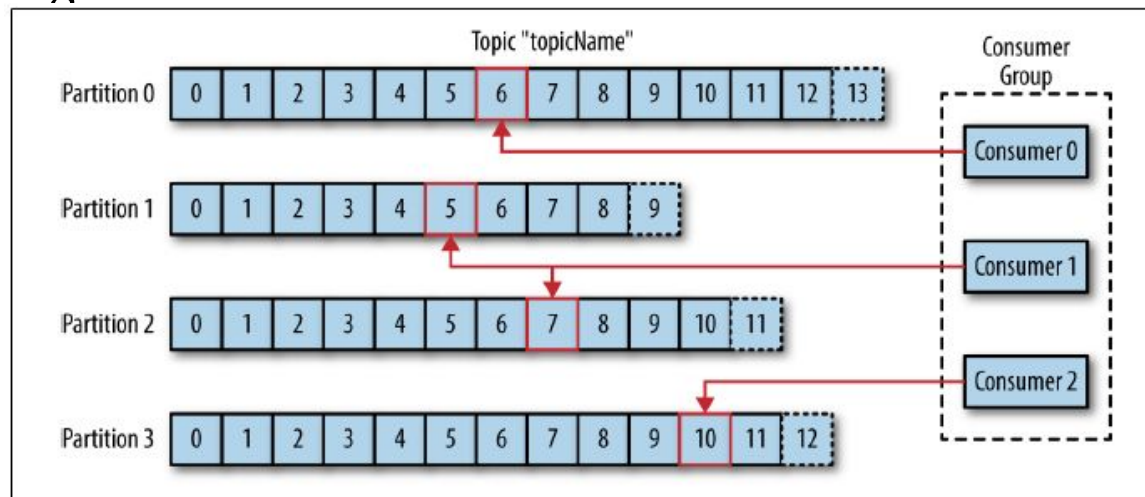 Topic "topicName"
Consumer
Group
Partition 0 0 1 2 3 4 5 6 7 8 9 10 11 12 13
Consumer 0
Partition 1 0 1 2 3 4 5 6 7 8 9
Consumer 1
Partition 2 0 1 2 3 4 5 6 7 8 9 10 11
Consumer 2
Partition 3 0 1 2 3 4 5 6 7 8 9 10 11 12